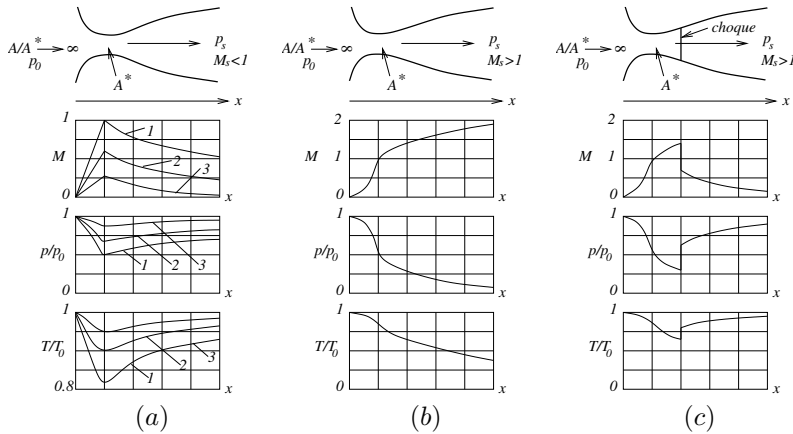 A/A* ∞ p0 ps Ms<1 A*
x
1 M 0 1 2 3 x
1 p/p0 0 1 2 3 x
1 T/T0 0.8 1 2 3 x
(a)
A/A* ∞ p0 ps Ms>1 A*
x
2 M 1 0 x
1 p/p0 0 x
1 T/T0 0 x
(b)
A/A* ∞ p0 choque ps Ms>1 A*
x
2 M 1 0 x
1 p/p0 0 x
1 T/T0 0 x
(c)